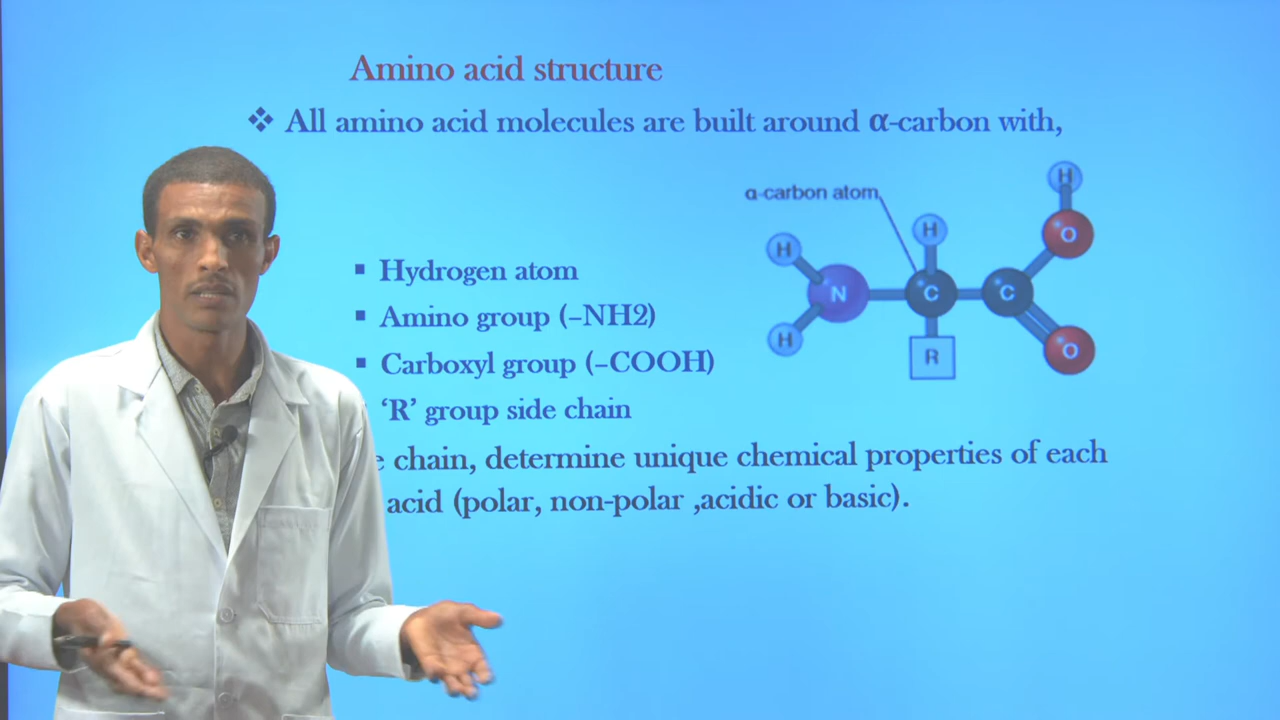 Amino acid structure
❖ All amino acid molecules are built around α-carbon with,
α-carbon atom
H
H
H
N
C
C
O
H
R
O
▪ Hydrogen atom
▪ Amino group (–NH2)
▪ Carboxyl group (–COOH)
‘R’ group side chain
chain, determine unique chemical properties of each
acid (polar, non-polar ,acidic or basic).